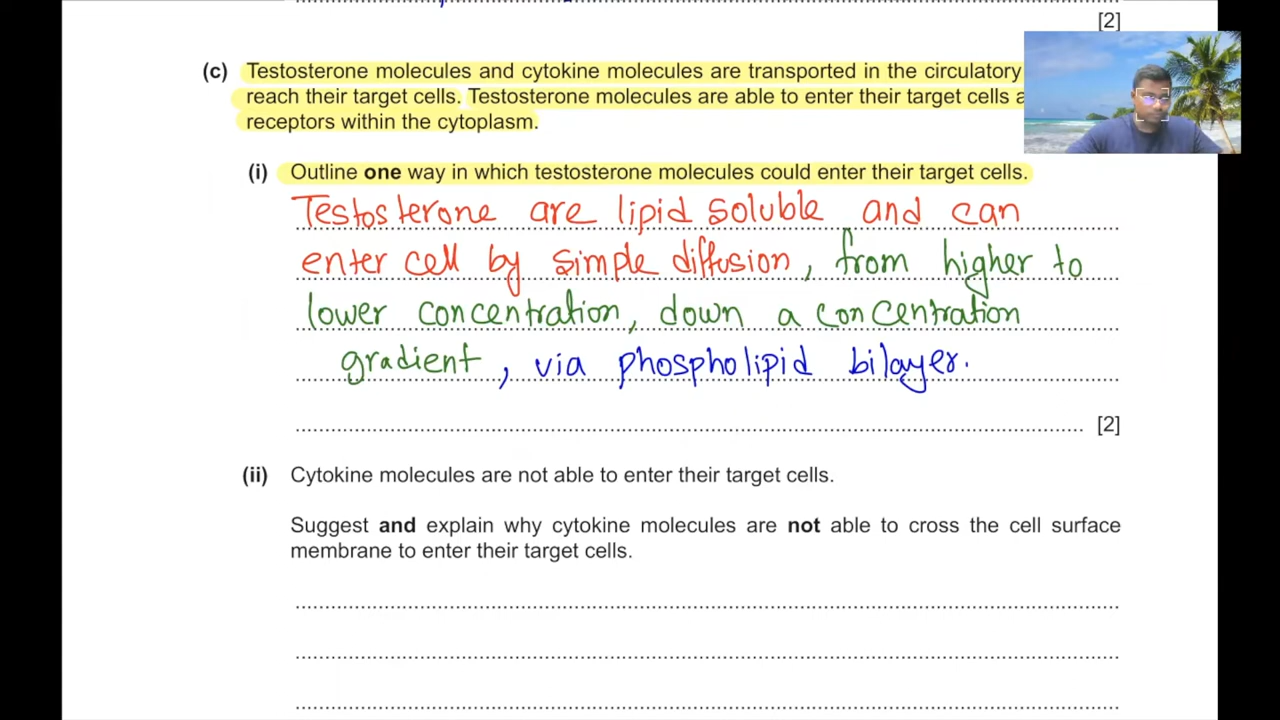 [2]
(c) Testosterone molecules and cytokine molecules are transported in the circulatory
reach their target cells. Testosterone molecules are able to enter their target cells
receptors within the cytoplasm.
(i) Outline one way in which testosterone molecules could enter their target cells.
Testosterone are lipid soluble and can
enter cell by simple diffusion, from higher to
lower concentration, down a concentration
gradient, via phospholipid bilayer.
[2]
(ii) Cytokine molecules are not able to enter their target cells.
Suggest and explain why cytokine molecules are not able to cross the cell surface
membrane to enter their target cells.